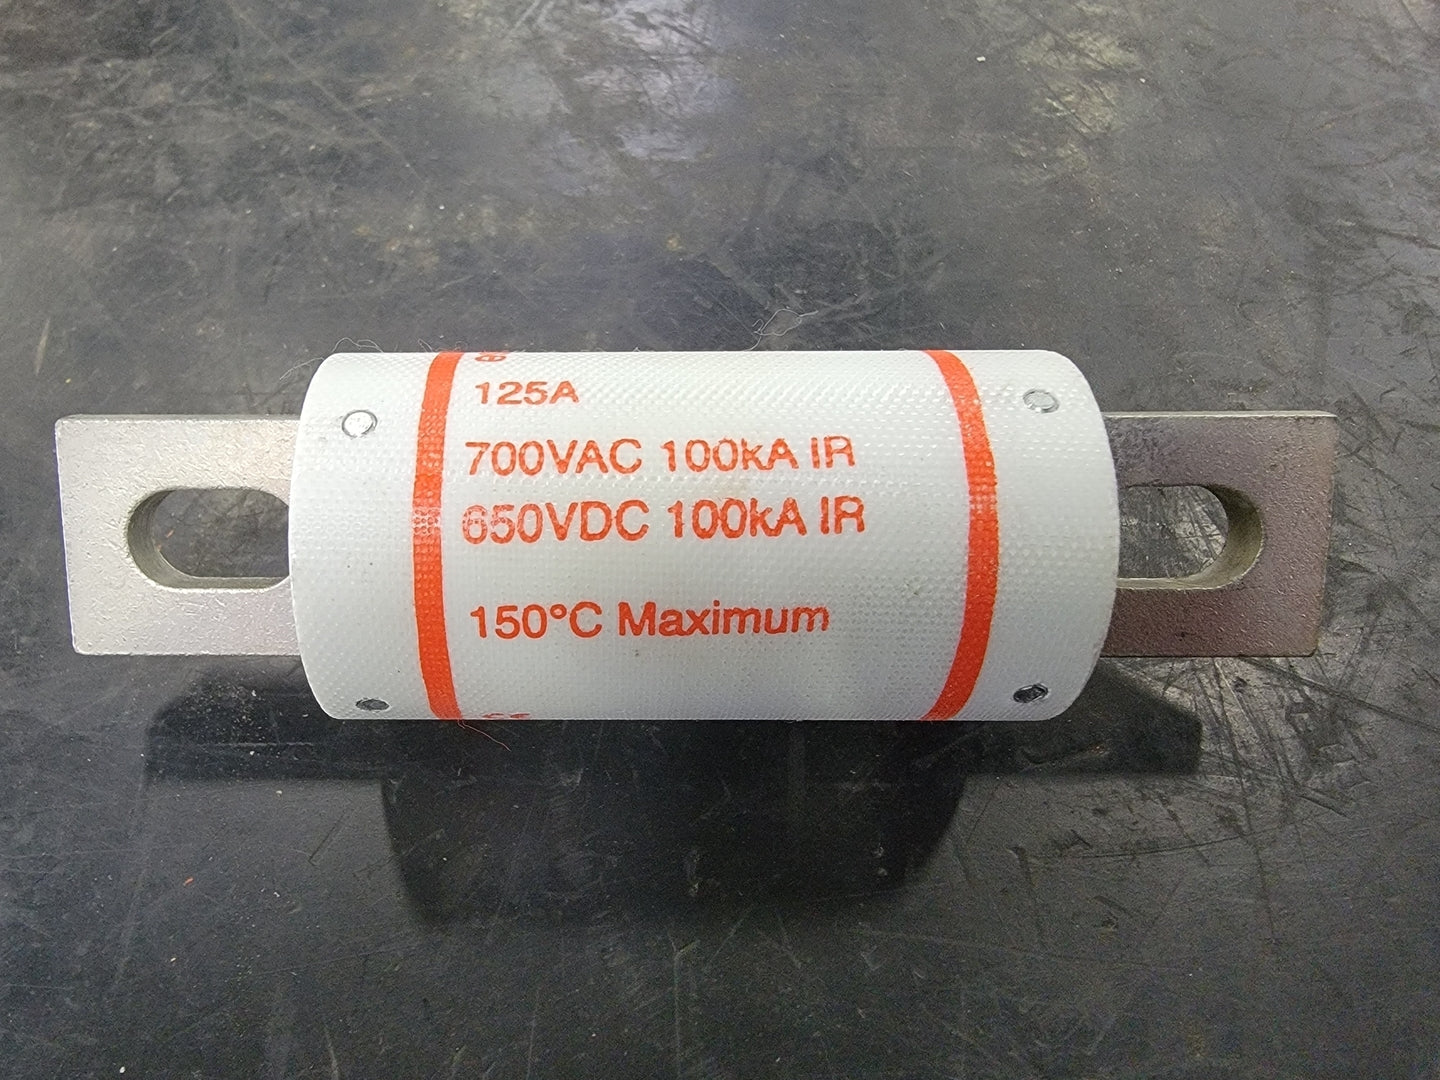 125A
700VAC 100kA IR
650VDC 100kA IR
150°C Maximum